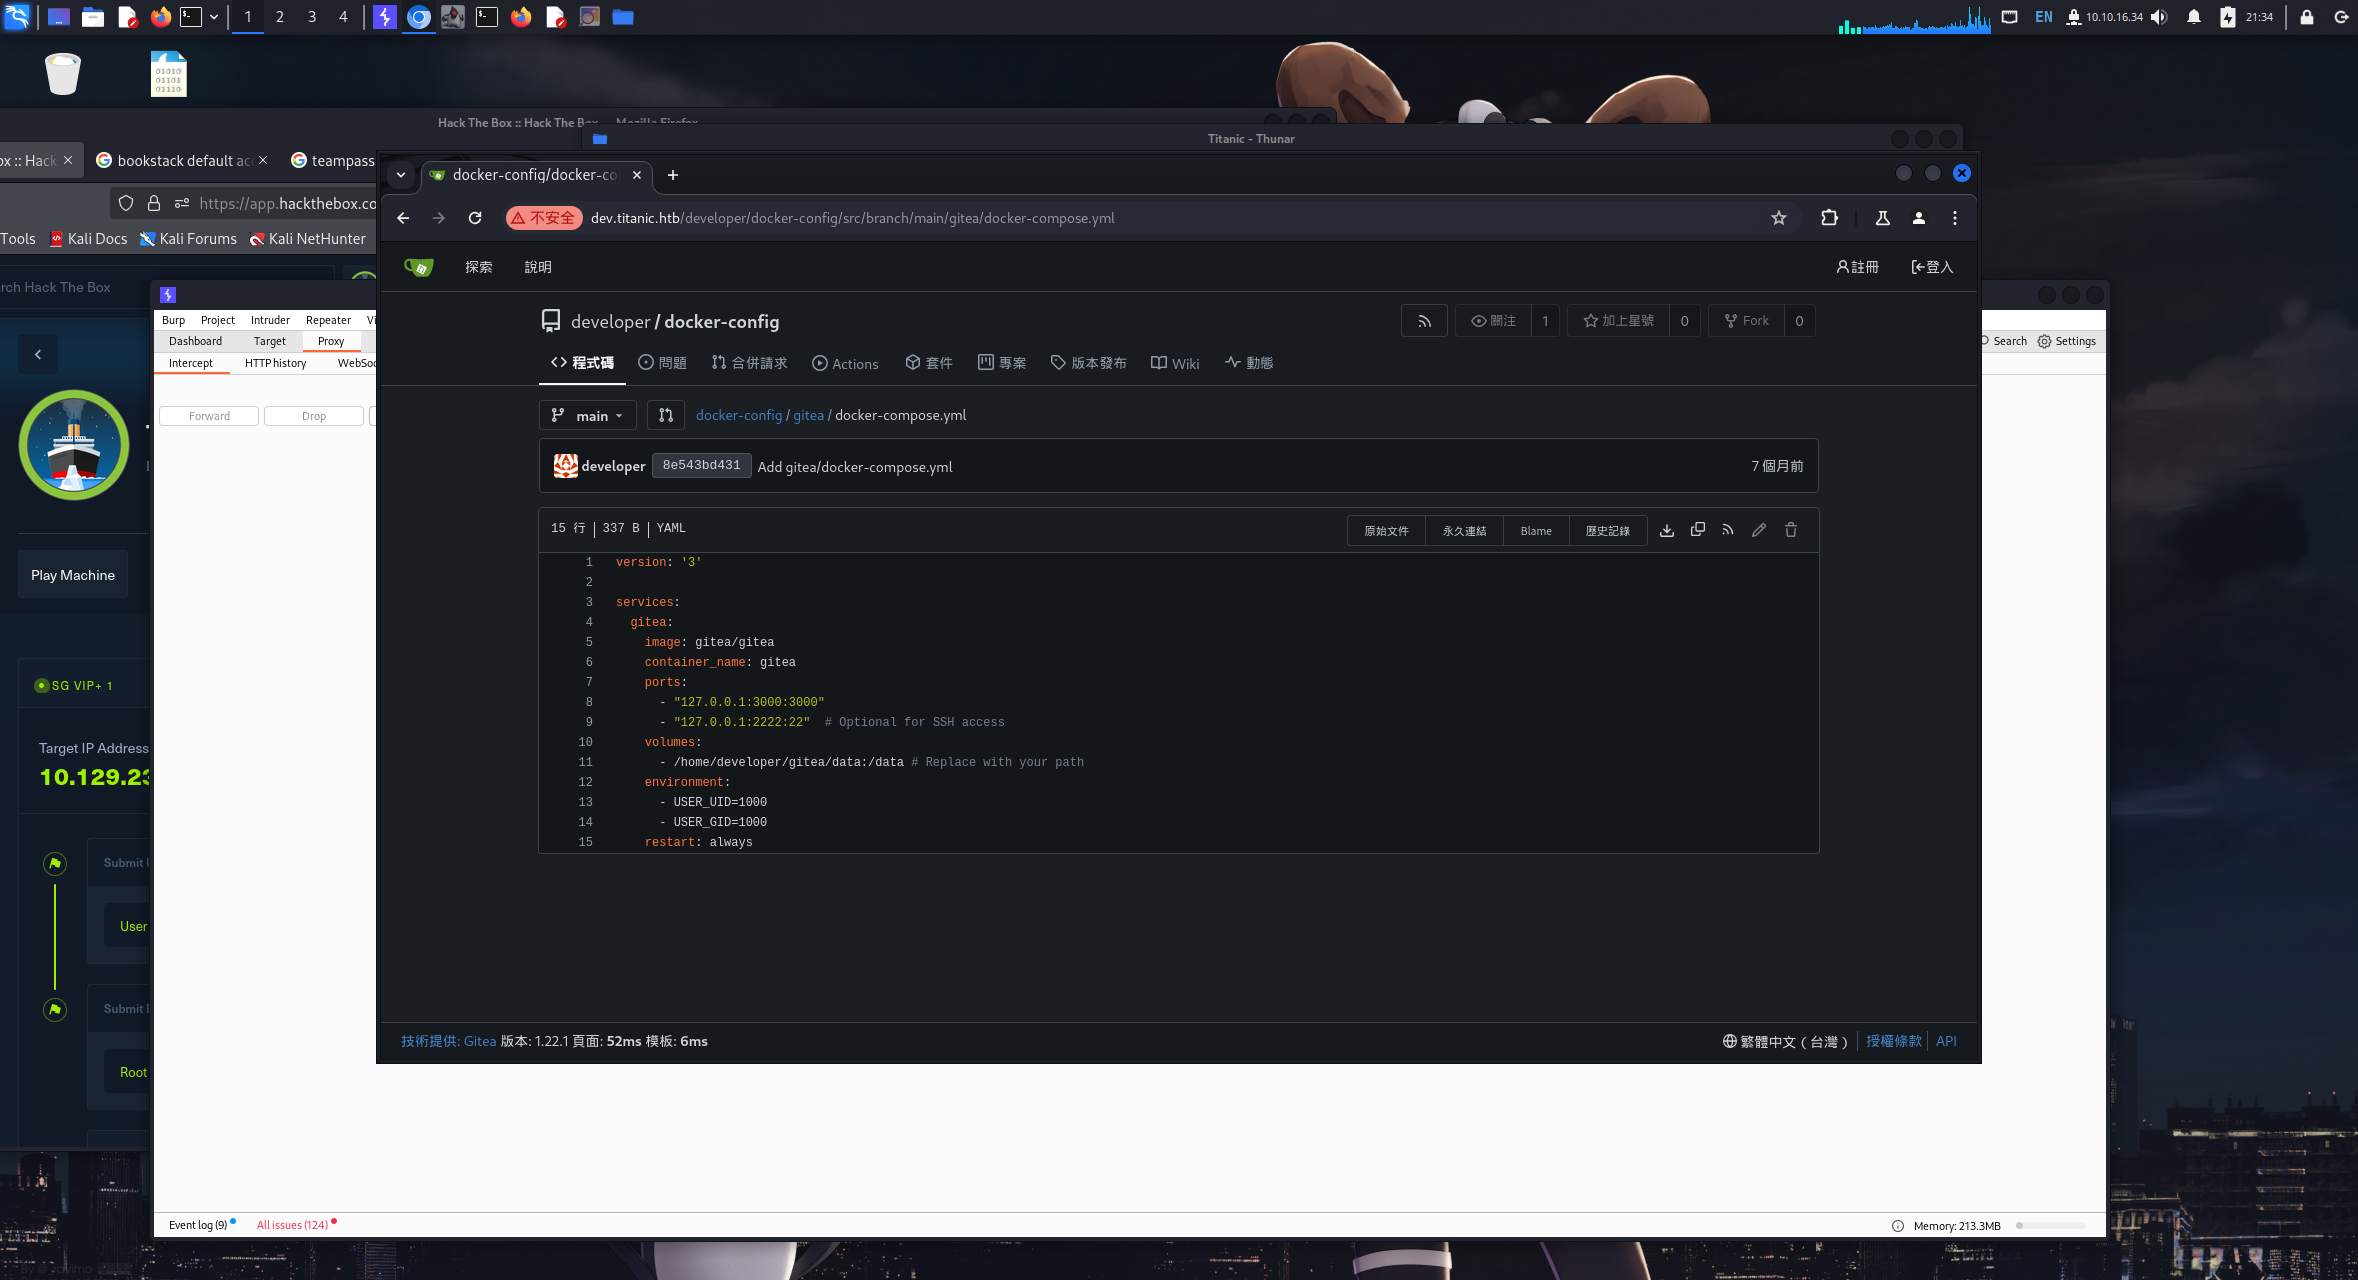 1 2 3 4
EN 10.10.16.34 21:34
01010
01101
01110
Hack The Box :: Hack The Box — Mozilla Firefox
Titanic - Thunar
ox :: Hack bookstack default acc teampass
docker-config/docker-co
https://app.hackthebox.co
不安全 dev.titanic.htb/developer/docker-config/src/branch/main/gitea/docker-compose.yml
Tools Kali Docs Kali Forums Kali NetHunter
探索 說明 註冊 登入
rch Hack The Box
Burp Project Intruder Repeater Vi
Dashboard Target Proxy
Search Settings
Intercept HTTP history WebSoc
Forward Drop
developer / docker-config
關注 1 加上星號 0 Fork 0
程式碼 問題 合併請求 Actions 套件 專案 版本發布 Wiki 動態
main docker-config / gitea / docker-compose.yml
developer 8e543bd431 Add gitea/docker-compose.yml 7 個月前
15 行 337 B YAML 原始文件 永久連結 Blame 歷史記錄
1 version: '3'
2
3 services:
4 gitea:
5 image: gitea/gitea
6 container_name: gitea
7 ports:
8 - "127.0.0.1:3000:3000"
9 - "127.0.0.1:2222:22" # Optional for SSH access
10 volumes:
11 - /home/developer/gitea/data:/data # Replace with your path
12 environment:
13 - USER_UID=1000
14 - USER_GID=1000
15 restart: always
Play Machine
SG VIP+ 1
Target IP Address
10.129.23
Submit
User
Submit
Root
技術提供: Gitea 版本: 1.22.1 頁面: 52ms 模板: 6ms
繁體中文（台灣） 授權條款 API
Event log (9) All issues (124)
Memory: 213.3MB